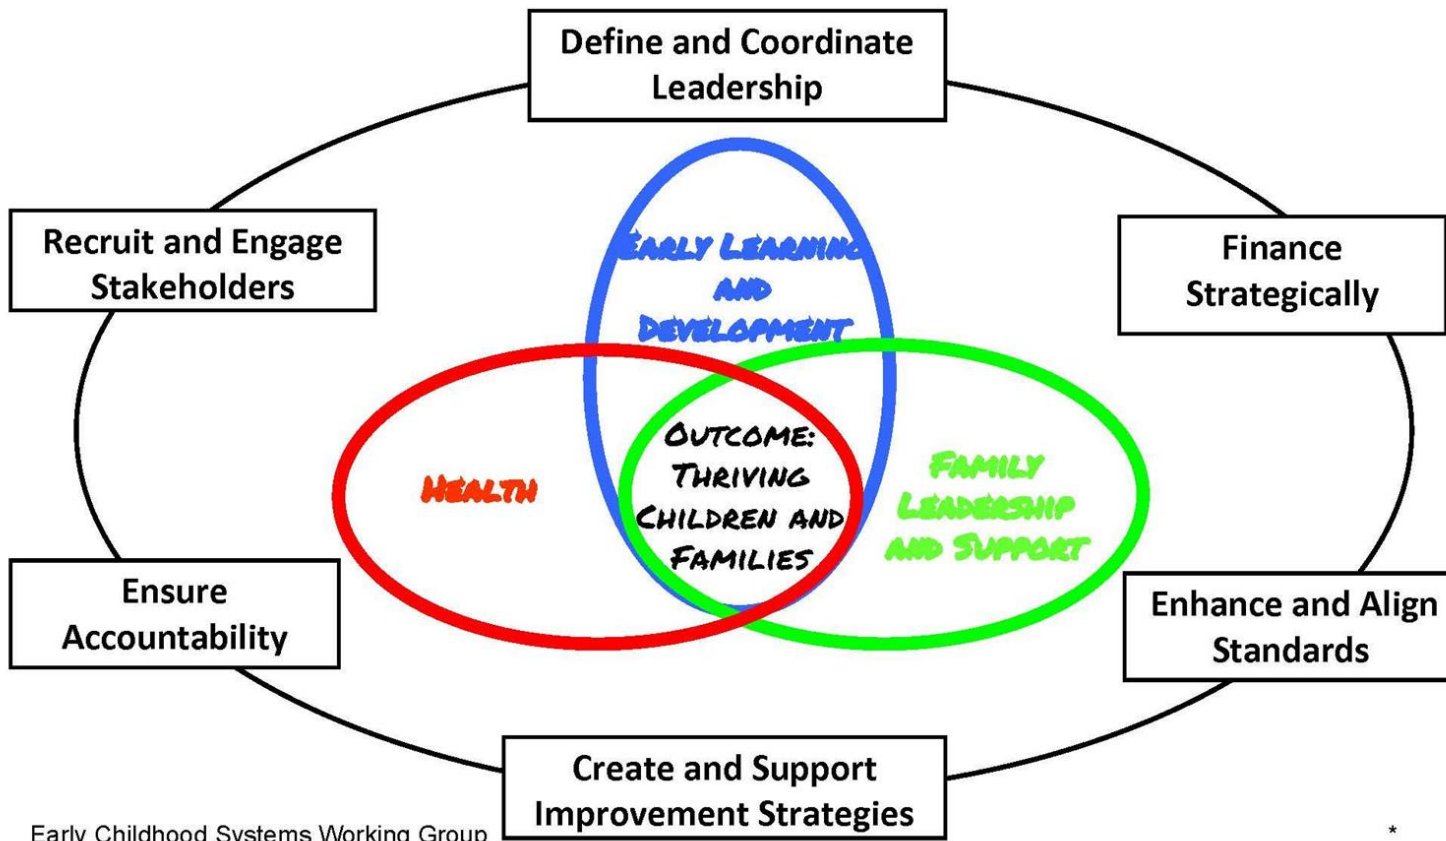 Define and Coordinate
Leadership
Recruit and Engage
Stakeholders
Finance
Strategically
Early Learning
and
Development
Health
Outcome:
Thriving
Children and
Families
Family
Leadership
and Support
Ensure
Accountability
Enhance and Align
Standards
Create and Support
Improvement Strategies
Early Childhood Systems Working Group
*